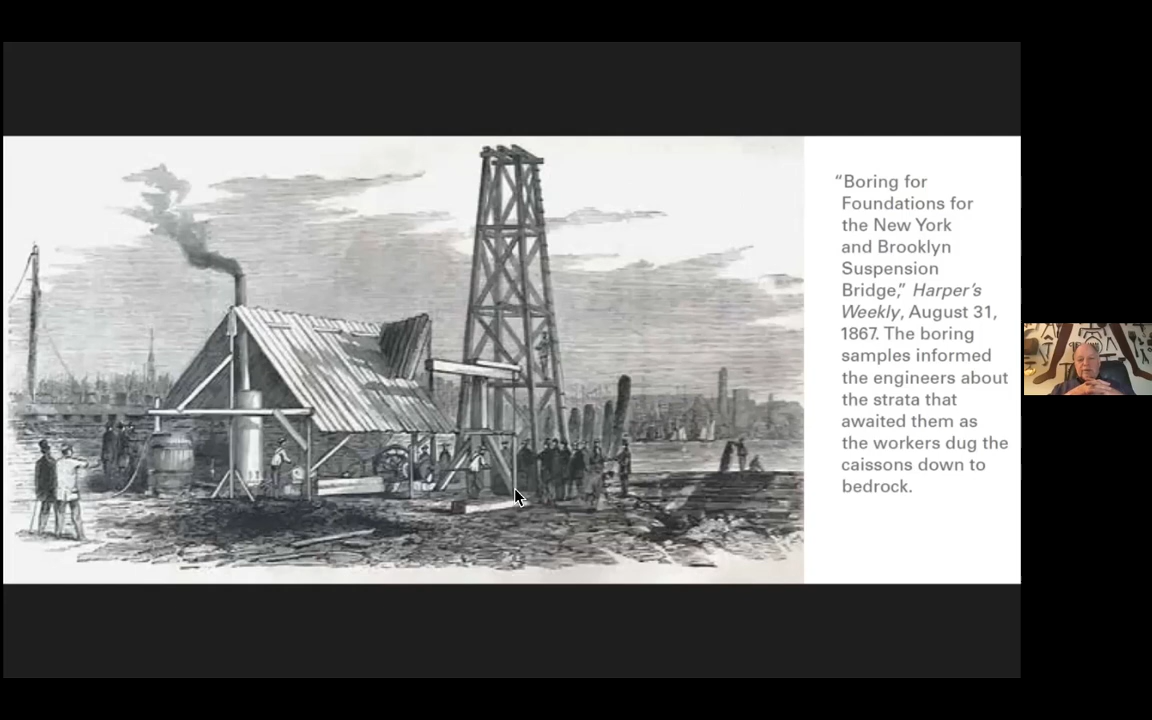 “Boring for
Foundations for
the New York
and Brooklyn
Suspension
Bridge,” Harper’s
Weekly, August 31,
1867. The boring
samples informed
the engineers about
the strata that
awaited them as
the workers dug the
caissons down to
bedrock.